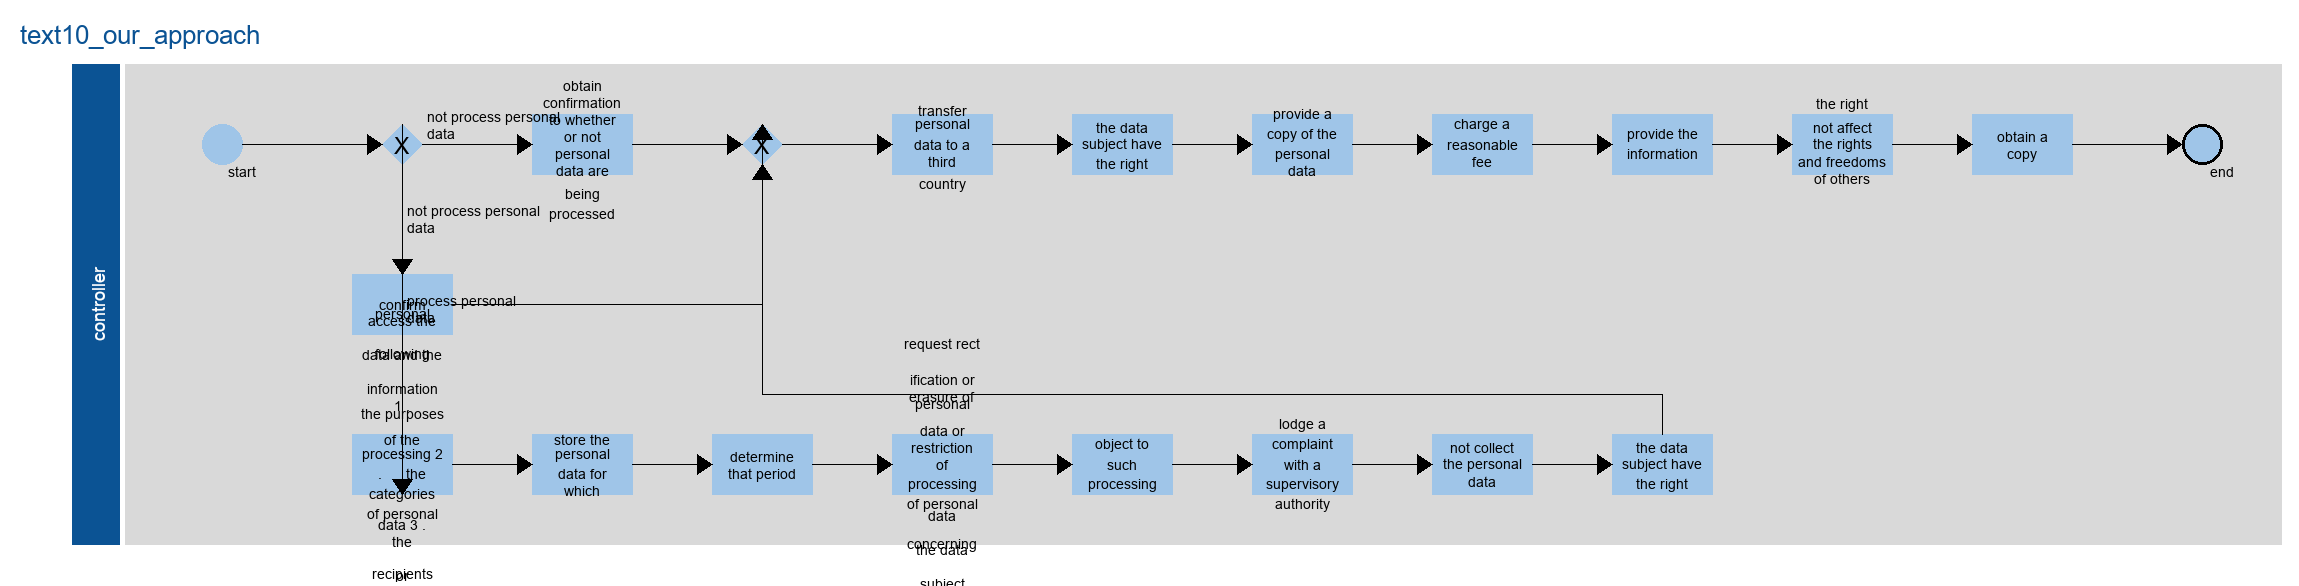 text10_our_approach
controller
start
X
not process personal
data
not process personal
data
obtain
confirmation
to whether
or not
personal
data are
being
processed
X
transfer
personal
data to a
third
country
the data
subject have
the right
provide a
copy of the
personal
data
charge a
reasonable
fee
provide the
information
the right
not affect
the rights
and freedoms
of others
obtain a
copy
end
process personal
data
confirm
access the
personal
data and the
following
information
1 .
the purposes
of the
processing 2
. the
categories
of personal
data 3 .
the
recipients
or
store the
personal
data for
which
determine
that period
request rect
ification or
erasure of
personal
data or
restriction
of
processing
of personal
data
concerning
the data
subject
object to
such
processing
lodge a
complaint
with a
supervisory
authority
not collect
the personal
data
the data
subject have
the right